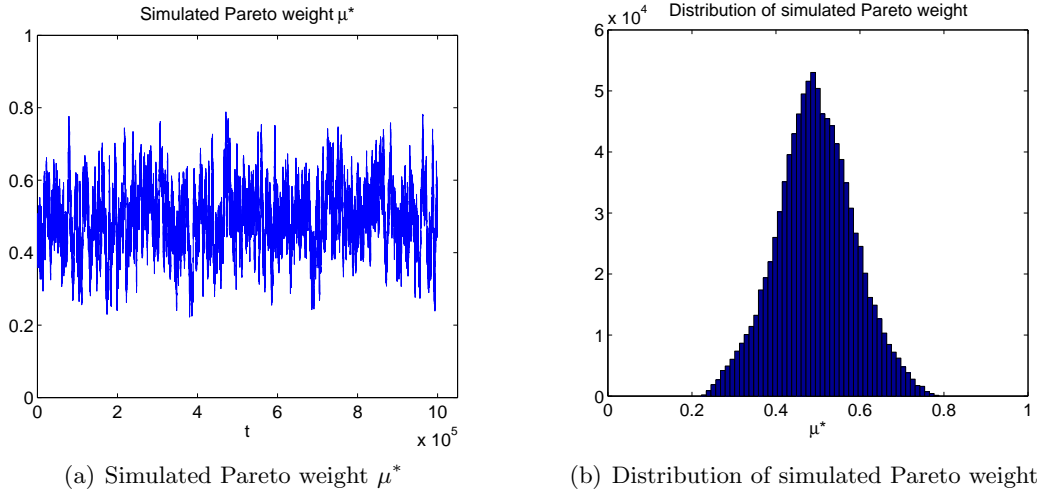 Simulated Pareto weight μ*
1
0.8
0.6
0.4
0.2
0
0 2 4 6 8 10
t
x 10^5
(a) Simulated Pareto weight μ*
Distribution of simulated Pareto weight
x 10^4
6
5
4
3
2
1
0
0 0.2 0.4 0.6 0.8 1
μ*
(b) Distribution of simulated Pareto weight